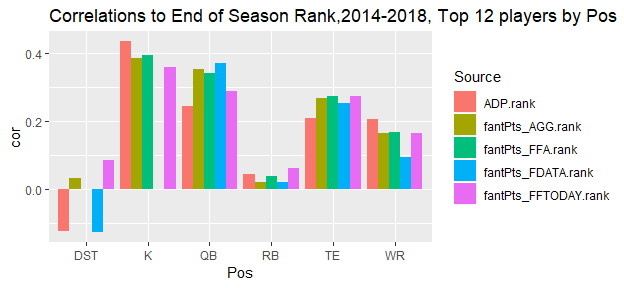 Correlations to End of Season Rank,2014-2018, Top 12 players by Pos
cor
0.4
0.2
0.0
DST K QB RB TE WR
Pos
Source
ADP.rank
fantPts_AGG.rank
fantPts_FFA.rank
fantPts_FDATA.rank
fantPts_FFTODAY.rank